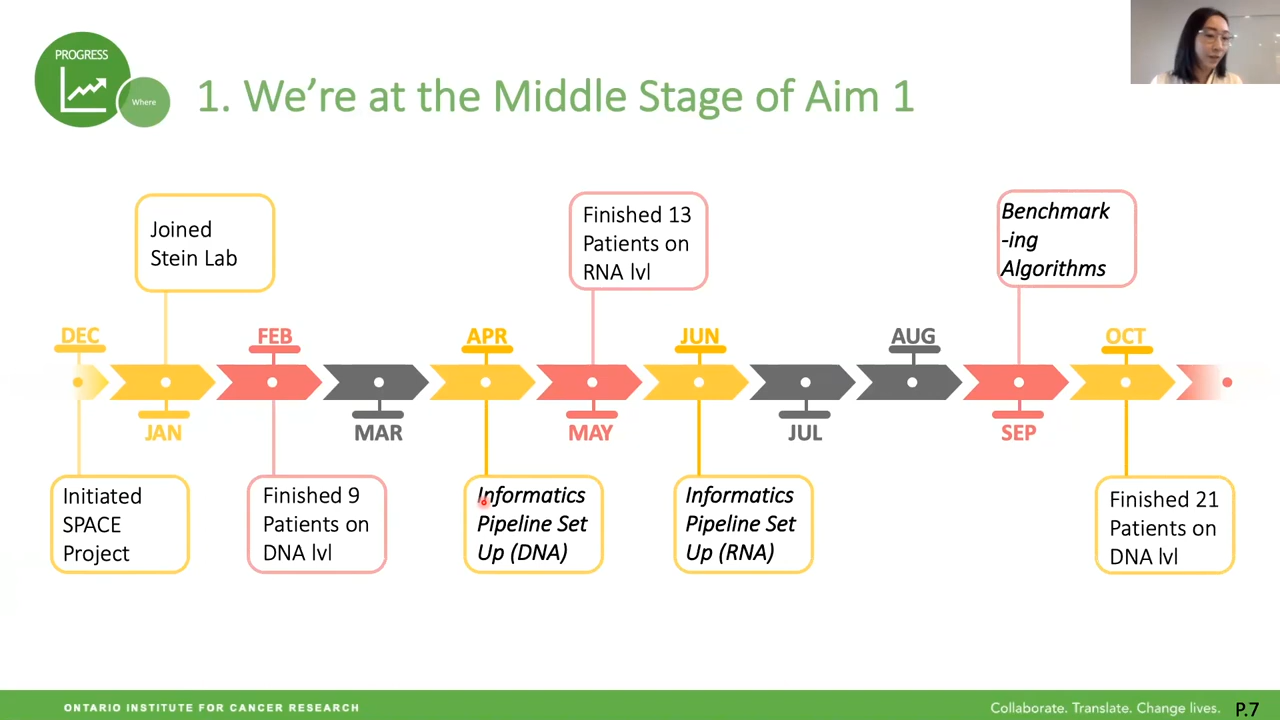 PROGRESS
Where
1. We're at the Middle Stage of Aim 1
Joined
Stein Lab
Finished 13
Patients on
RNA lvl
Benchmark
-ing
Algorithms
DEC
FEB
APR
JUN
AUG
OCT
JAN
MAR
MAY
JUL
SEP
Initiated
SPACE
Project
Finished 9
Patients on
DNA lvl
Informatics
Pipeline Set
Up (DNA)
Informatics
Pipeline Set
Up (RNA)
Finished 21
Patients on
DNA lvl
ONTARIO INSTITUTE FOR CANCER RESEARCH
Collaborate. Translate. Change lives.
P.7